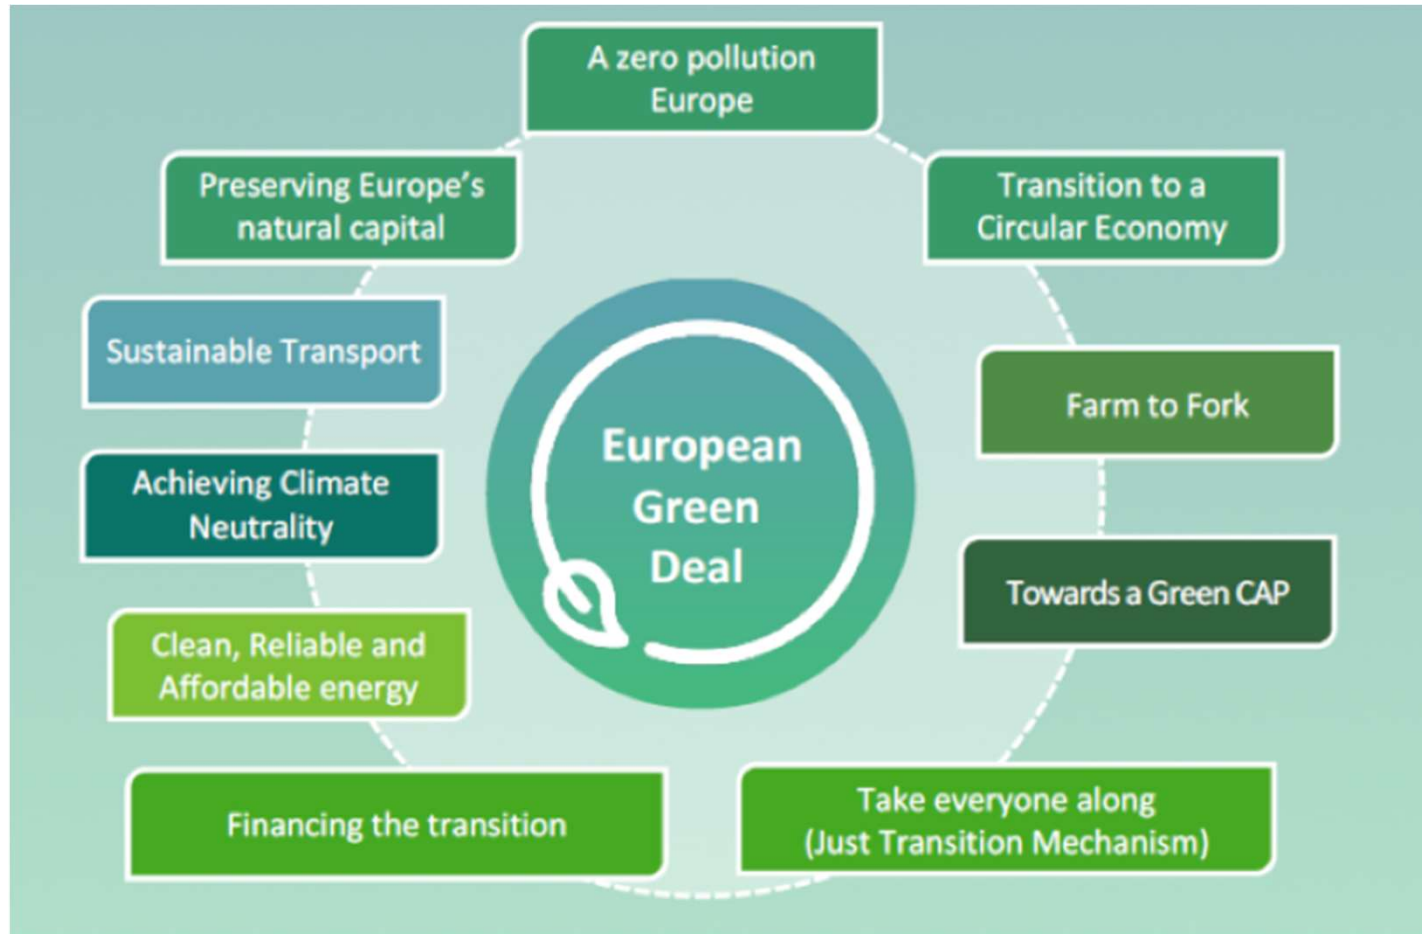 A zero pollution
Europe
Preserving Europe's
natural capital
Transition to a
Circular Economy
Sustainable Transport
Farm to Fork
European
Green
Deal
Achieving Climate
Neutrality
Towards a Green CAP
Clean, Reliable and
Affordable energy
Financing the transition
Take everyone along
(Just Transition Mechanism)